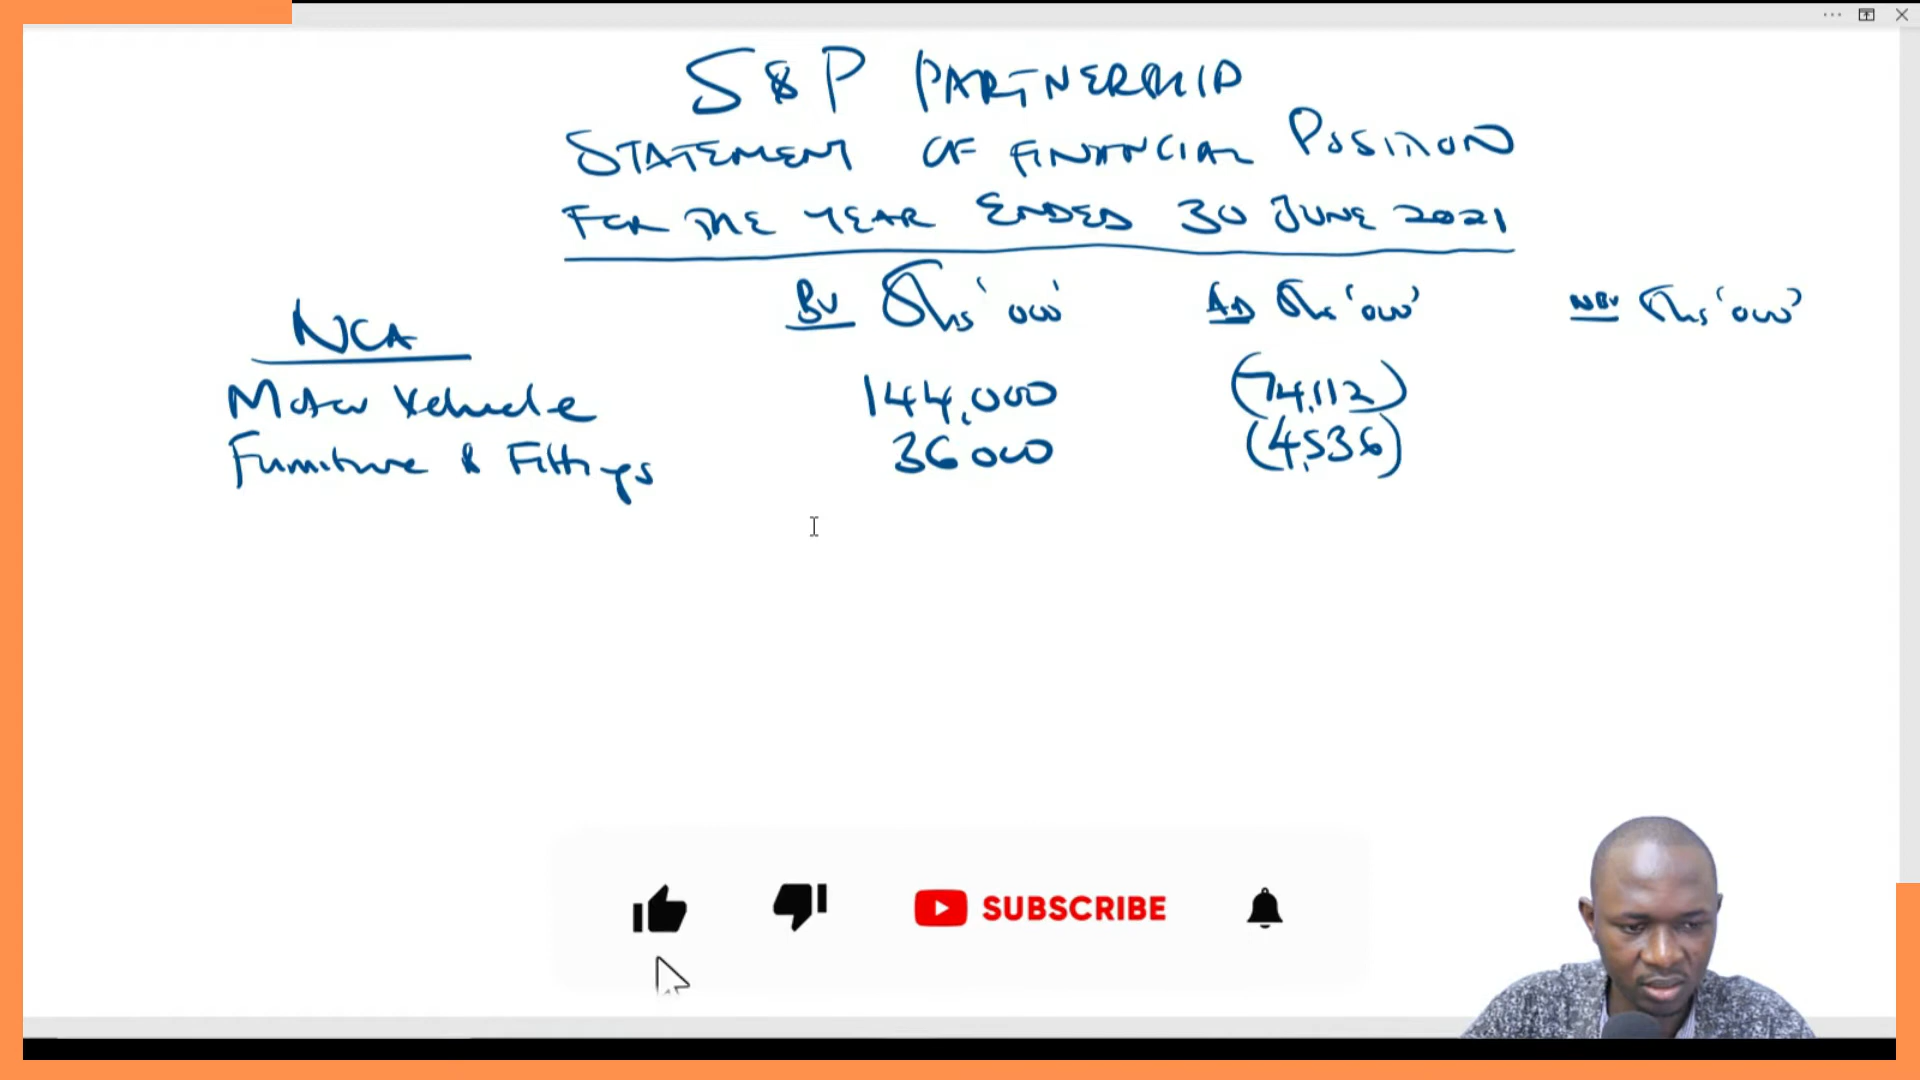 S & P PARTNERSHIP
STATEMENT OF FINANCIAL POSITION
FOR THE YEAR ENDED 30 JUNE 2021
NCA BV Shs '000' AD Shs '000' NBV Shs '000'
Motor Vehicle 144,000 (74,112)
Furniture & Fittings 36000 (4,536)
SUBSCRIBE